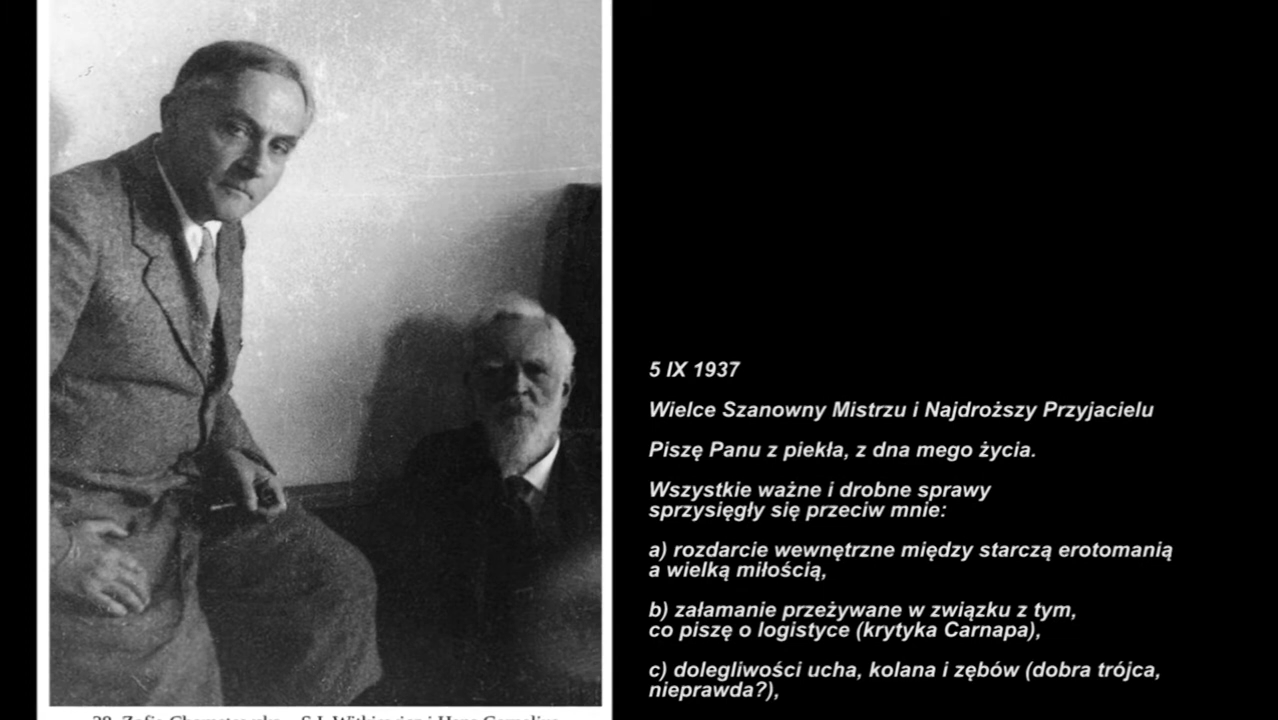 5 IX 1937
Wielce Szanowny Mistrzu i Najdroższy Przyjacielu
Piszę Panu z piekła, z dna mego życia.
Wszystkie ważne i drobne sprawy
sprzysięgły się przeciw mnie:
a) rozdarcie wewnętrzne między starczą erotomanią
a wielką miłością,
b) załamanie przeżywane w związku z tym,
co piszę o logistyce (krytyka Carnapa),
c) dolegliwości ucha, kolana i zębów (dobra trójca,
nieprawda?),